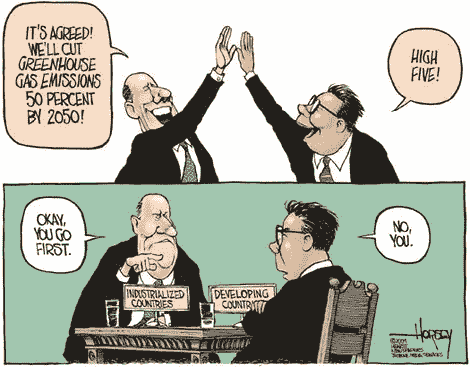 IT'S AGREED!
WE'LL CUT
GREENHOUSE
GAS EMISSIONS
50 PERCENT
BY 2050!
HIGH
FIVE!
OKAY,
YOU GO
FIRST.
NO,
YOU.
INDUSTRIALIZED
COUNTRIES
DEVELOPING
HORSEY